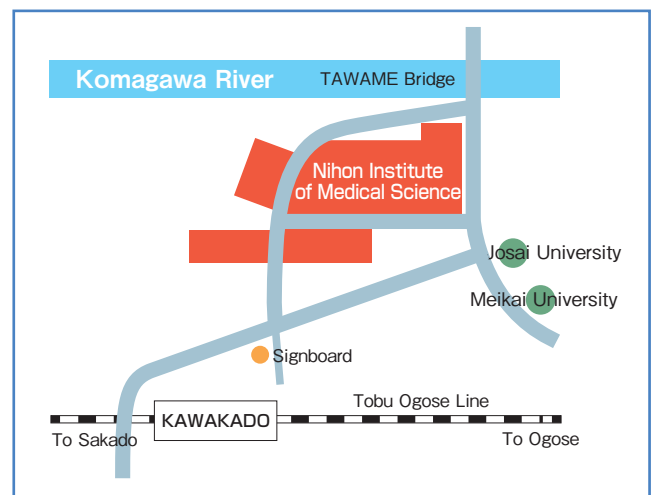 Komagawa River
TAWAME Bridge
Nihon Institute
of Medical Science
Josai University
Meikai University
Signboard
Tobu Ogose Line
KAWAKADO
To Sakado
To Ogose